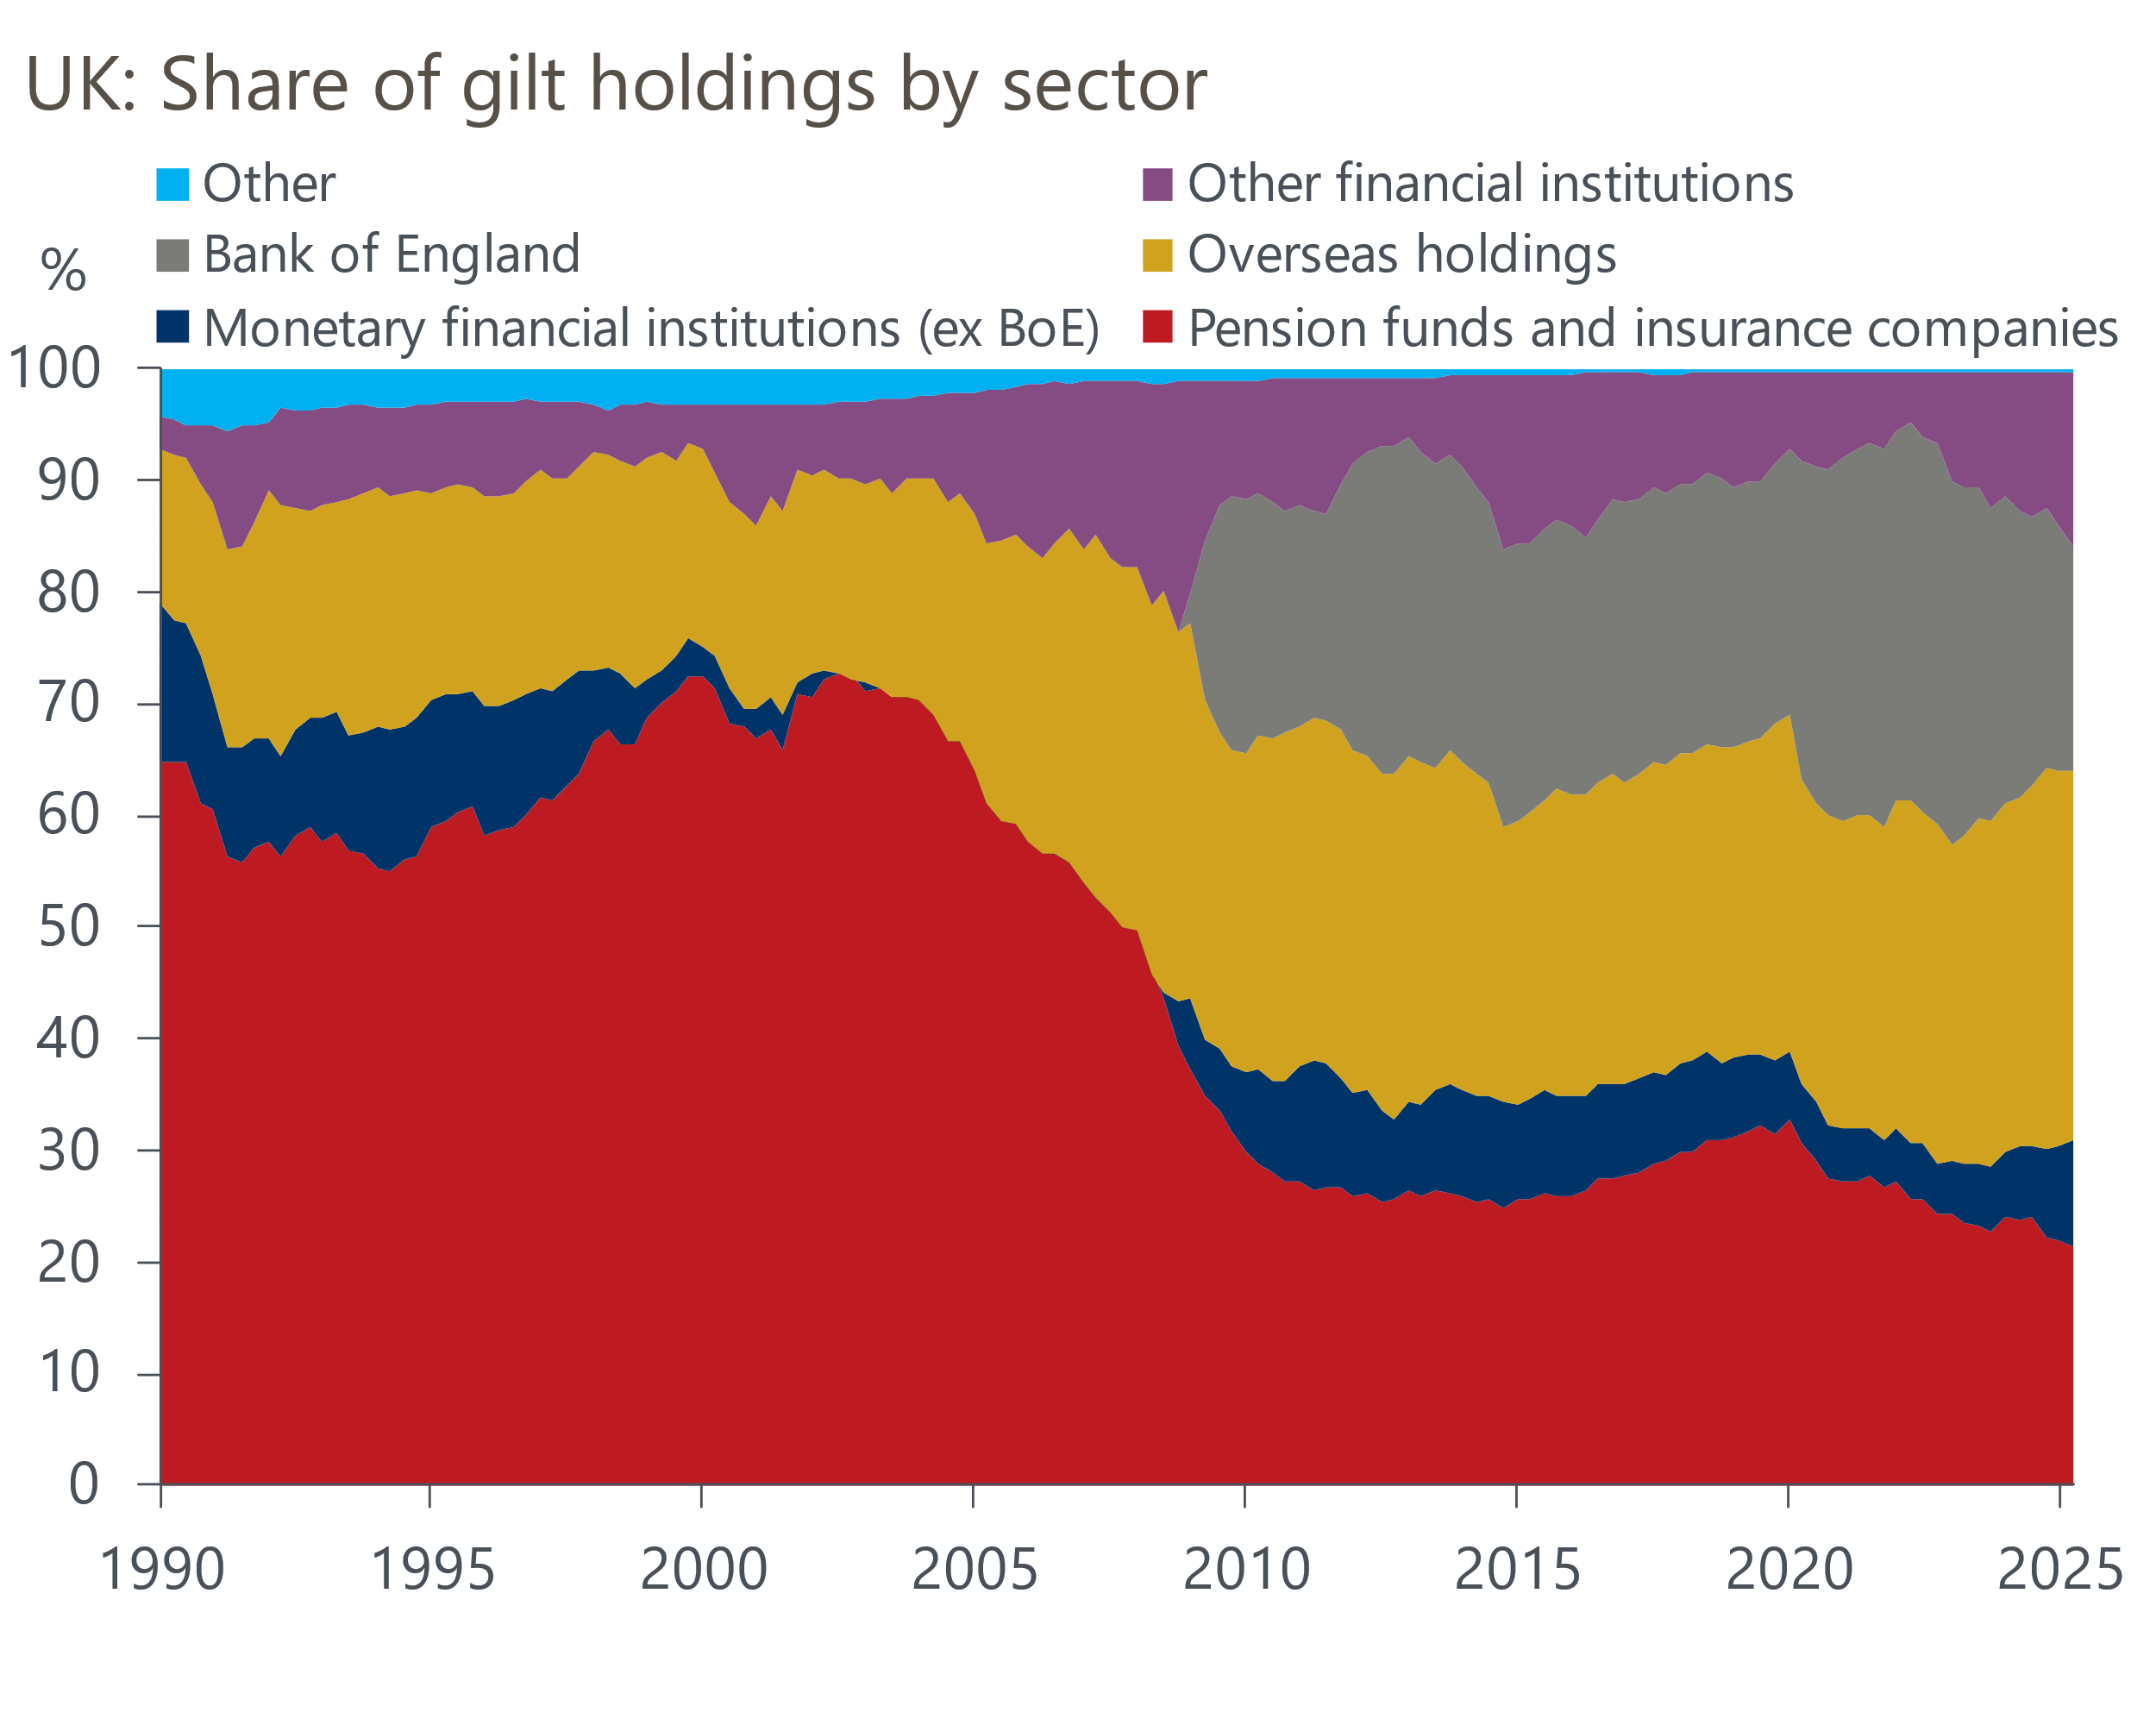 UK: Share of gilt holdings by sector
Other
Other financial institutions
%
Bank of England
Overseas holdings
Monetary financial institutions (ex BoE)
Pension funds and insurance companies
100
90
80
70
60
50
40
30
20
10
0
1990 1995 2000 2005 2010 2015 2020 2025